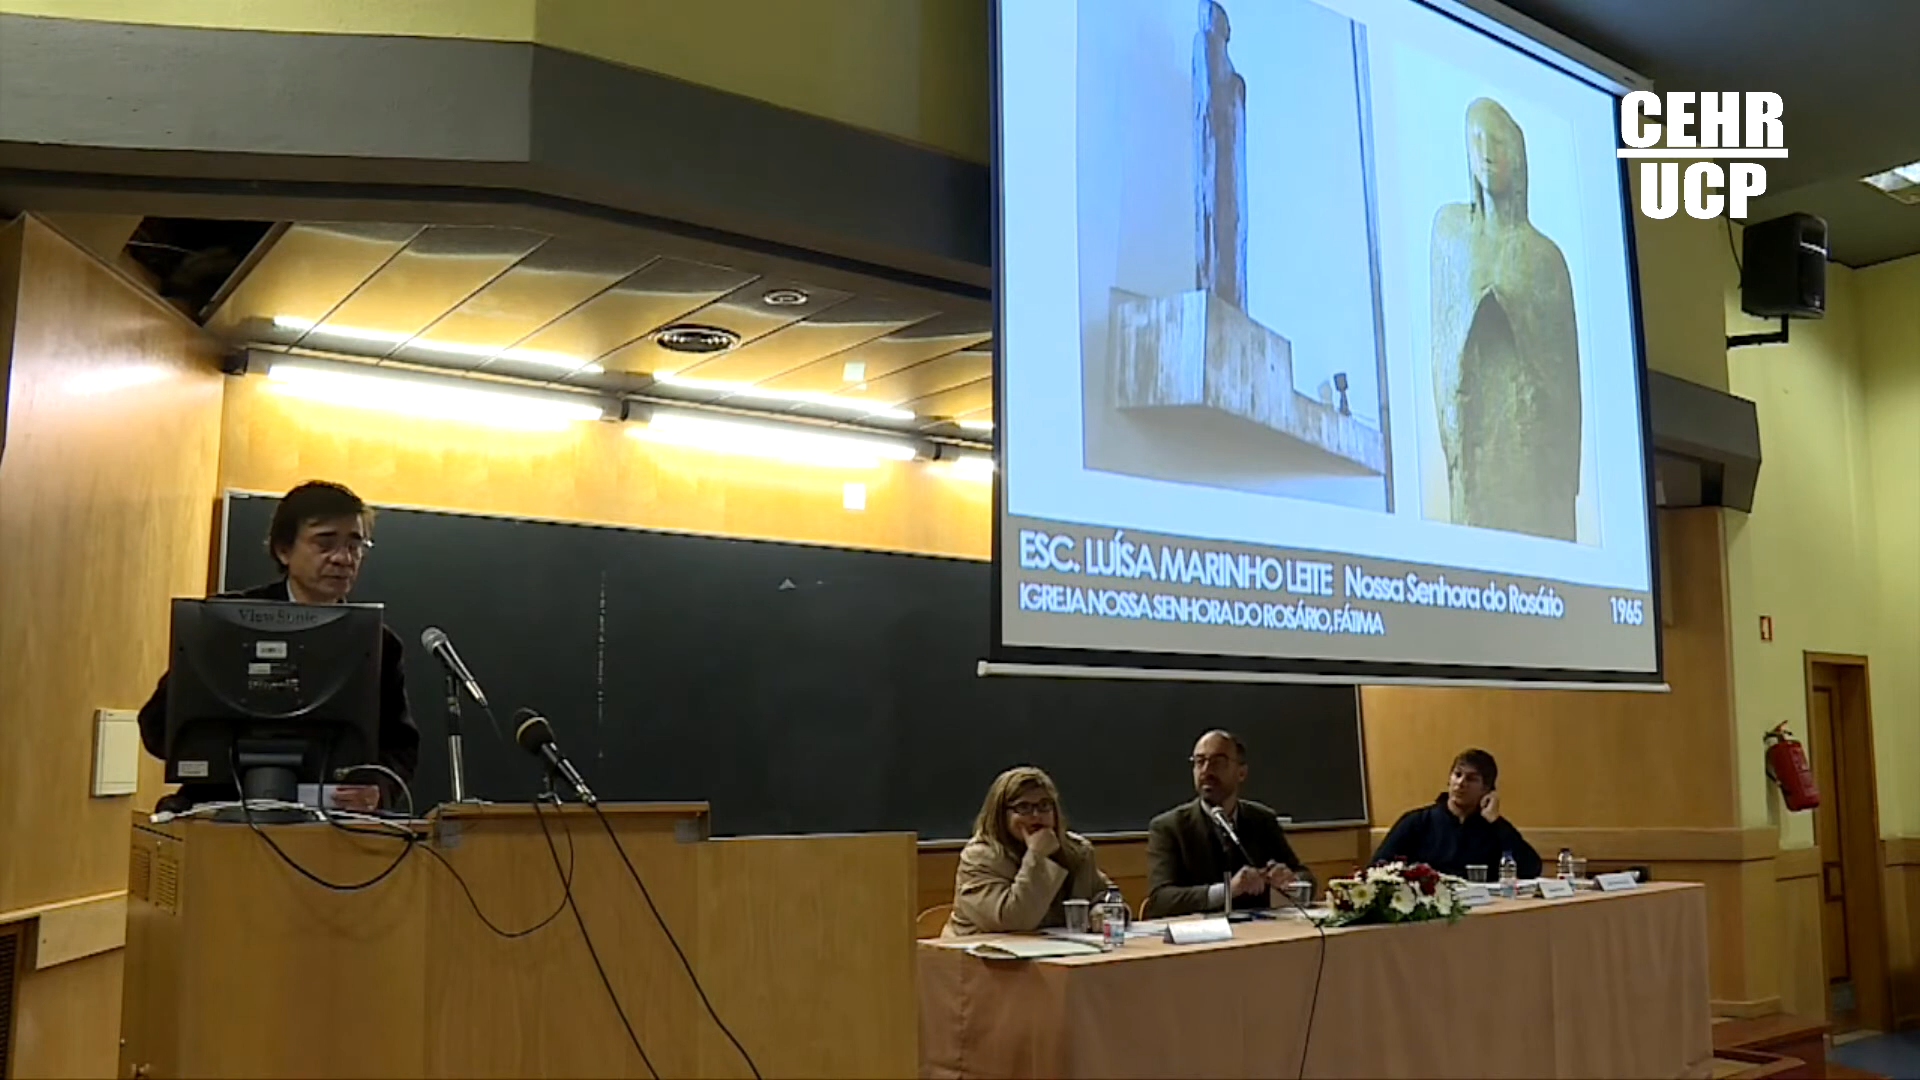 CEHR
UCP
ESC. LUÍSA MARINHO LEITE Nossa Senhora do Rosário 1965
IGREJA NOSSA SENHORA DO ROSÁRIO, FÁTIMA
ViewSonic